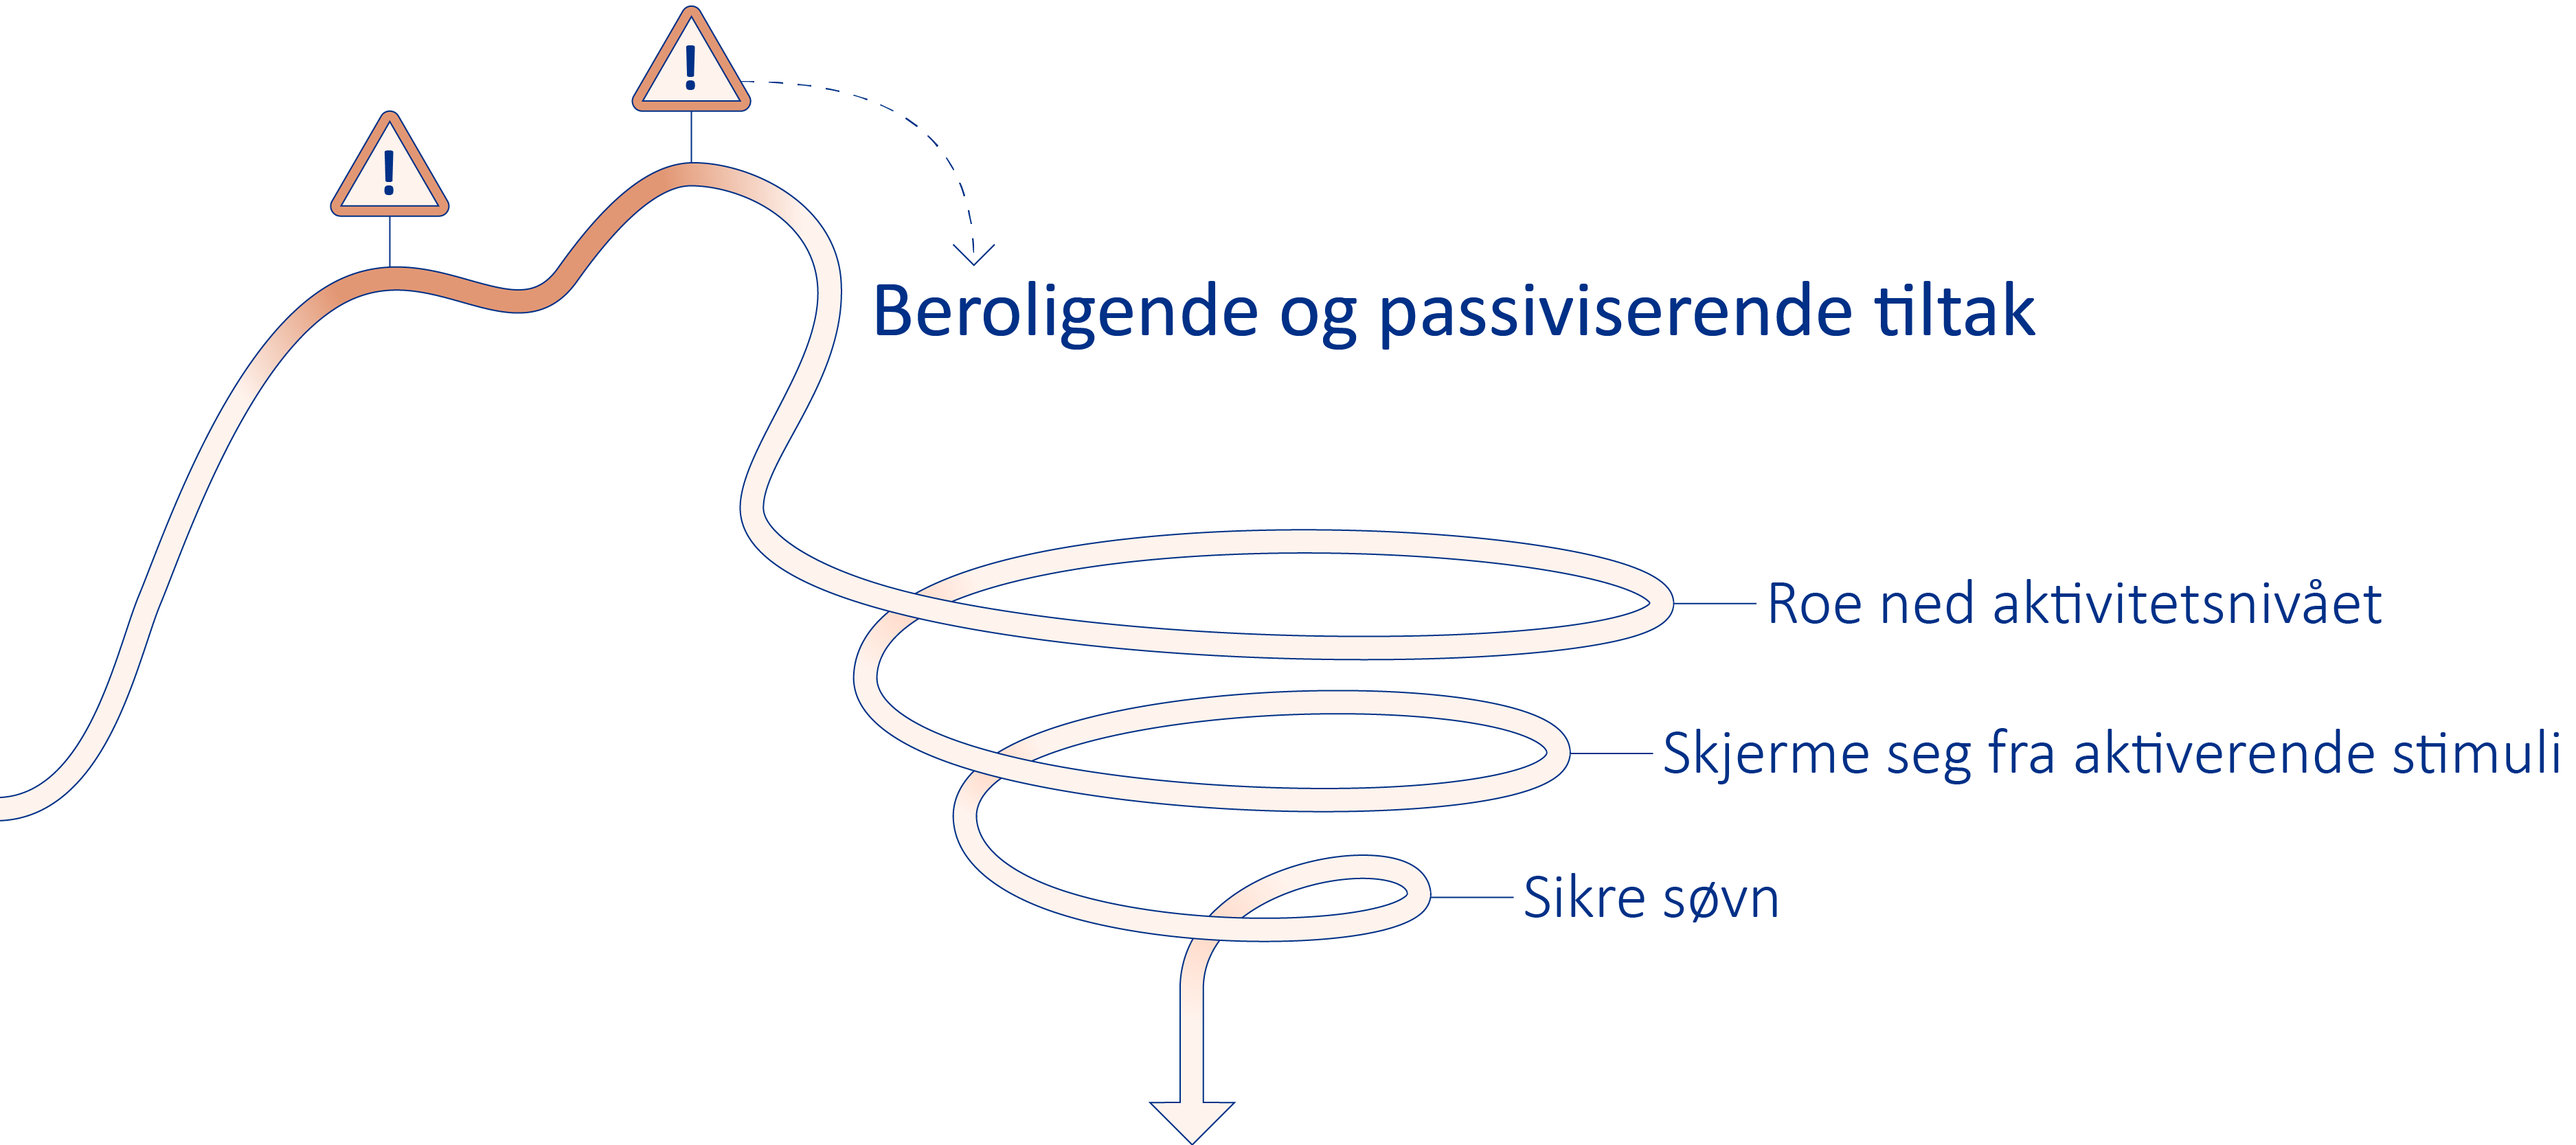 !
!
Beroligende og passiviserende tiltak
Roe ned aktivitetsnivået
Skjerme seg fra aktiverende stimuli
Sikre søvn